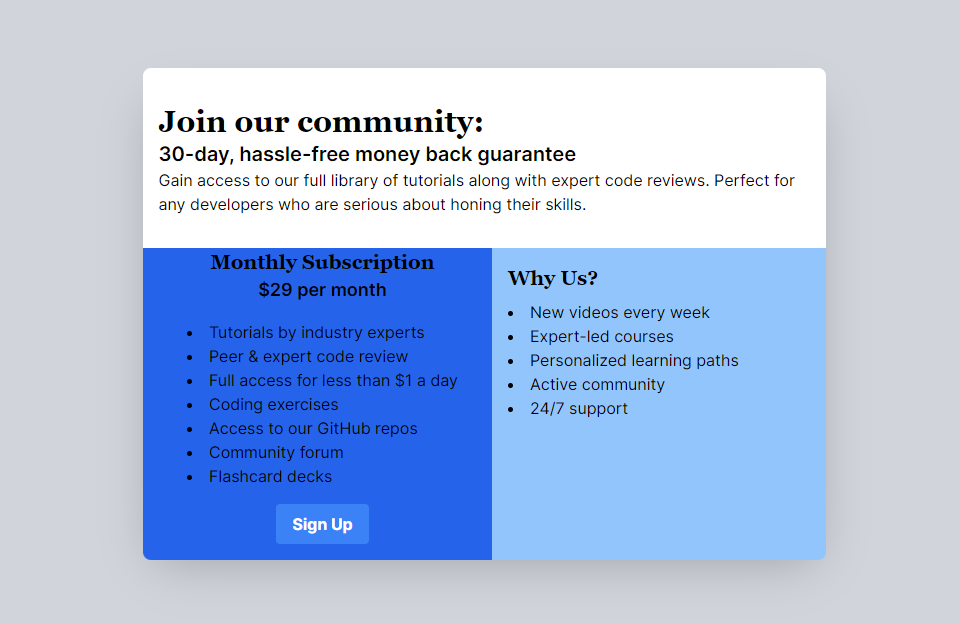 Join our community:
30-day, hassle-free money back guarantee
Gain access to our full library of tutorials along with expert code reviews. Perfect for
any developers who are serious about honing their skills.
Monthly Subscription
$29 per month
Tutorials by industry experts
Peer & expert code review
Full access for less than $1 a day
Coding exercises
Access to our GitHub repos
Community forum
Flashcard decks
Sign Up
Why Us?
New videos every week
Expert-led courses
Personalized learning paths
Active community
24/7 support